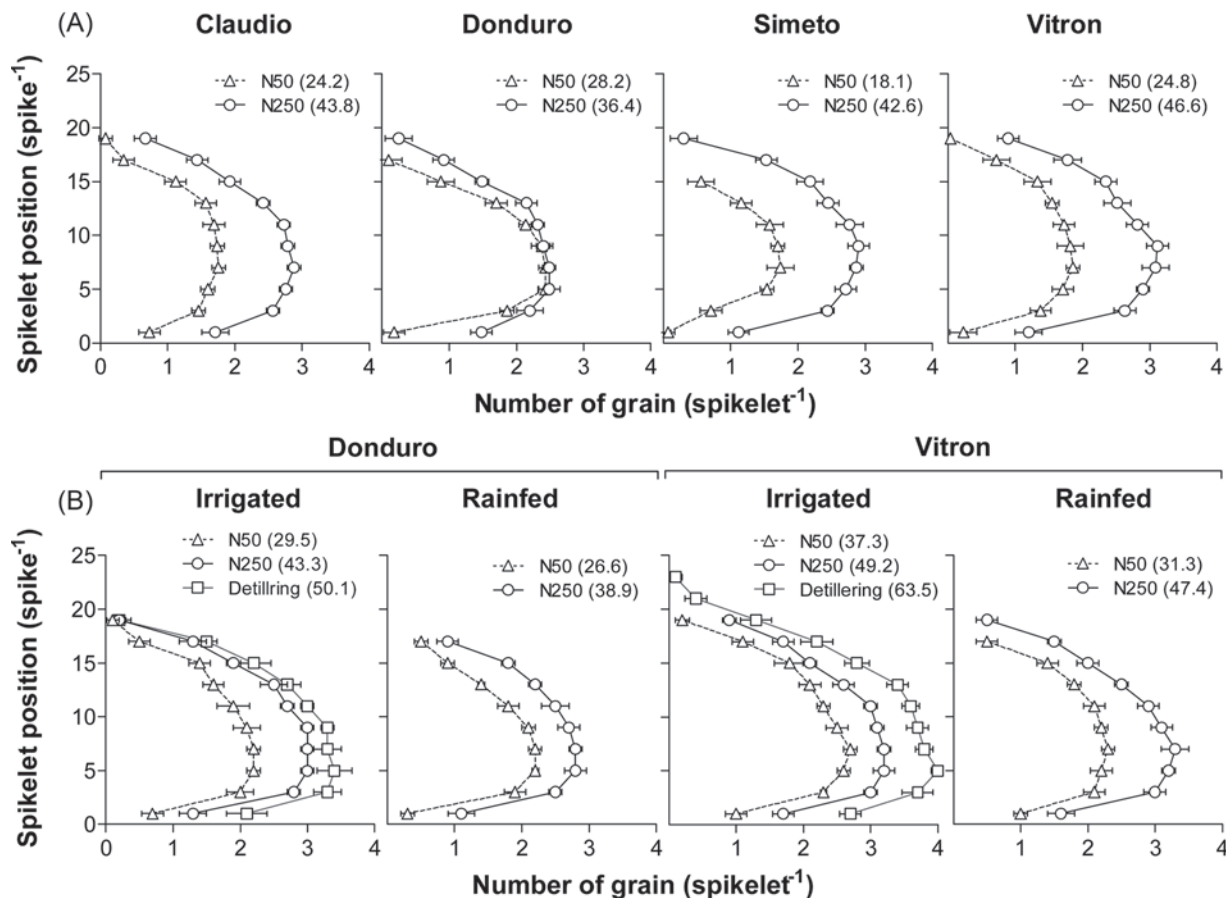 (A) Claudio Donduro Simeto Vitron
N50 (24.2) N50 (28.2) N50 (18.1) N50 (24.8)
N250 (43.8) N250 (36.4) N250 (42.6) N250 (46.6)
Spikelet position (spike⁻¹)
25
20
15
10
5
0
0 1 2 3 4 1 2 3 4 1 2 3 4 1 2 3 4
Number of grain (spikelet⁻¹)
Donduro Vitron
(B) Irrigated Rainfed Irrigated Rainfed
N50 (29.5) N50 (26.6) N50 (37.3) N50 (31.3)
N250 (43.3) N250 (38.9) N250 (49.2) N250 (47.4)
Detillring (50.1) Detillering (63.5)
Spikelet position (spike⁻¹)
25
20
15
10
5
0
0 1 2 3 4 1 2 3 4 1 2 3 4 1 2 3 4
Number of grain (spikelet⁻¹)